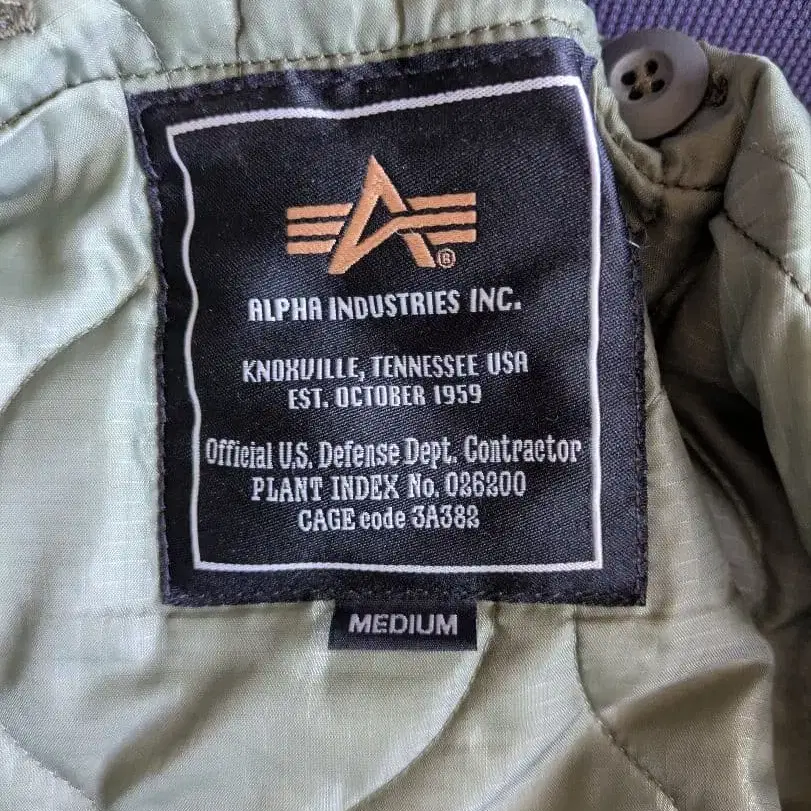 ®
ALPHA INDUSTRIES INC.
KNOXVILLE, TENNESSEE USA
EST. OCTOBER 1959
Official U.S. Defense Dept. Contractor
PLANT INDEX No. 026200
CAGE code 3A382
MEDIUM